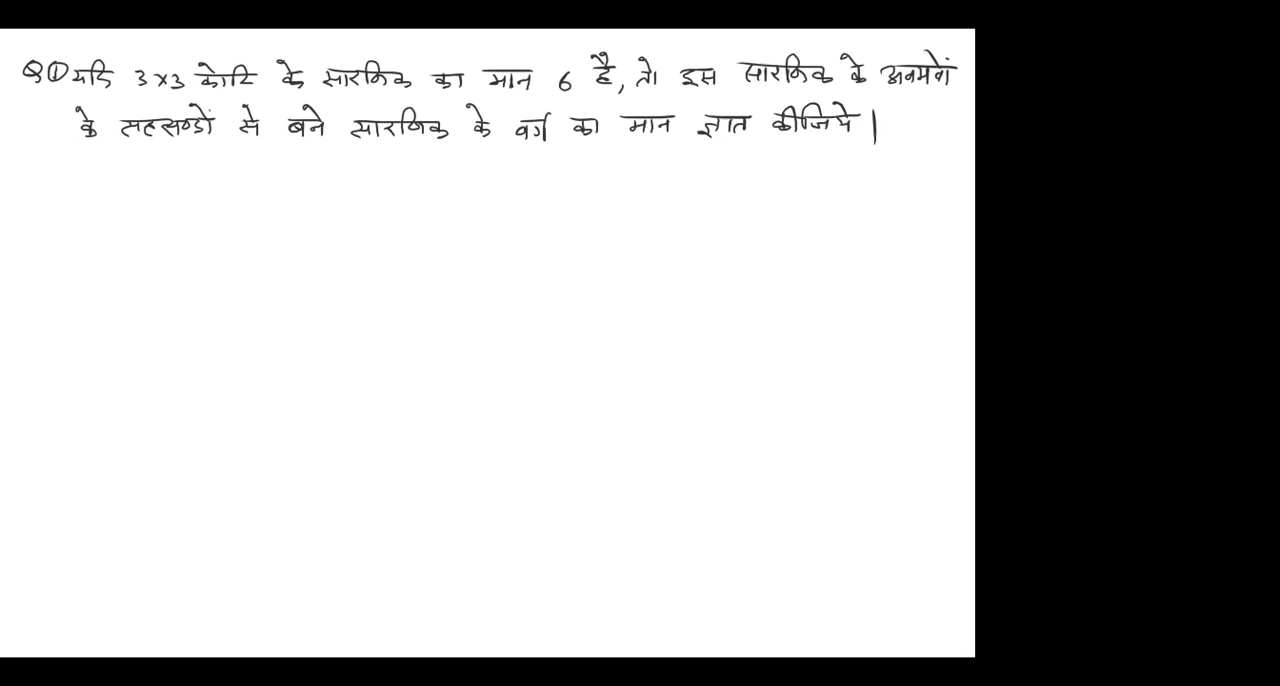 Q① यदि 3×3 कोटि के सारणिक का मान 6 है, तो इस सारणिक के अवयवों
के सहखण्डों से बने सारणिक के वर्ग का मान ज्ञात कीजिये |